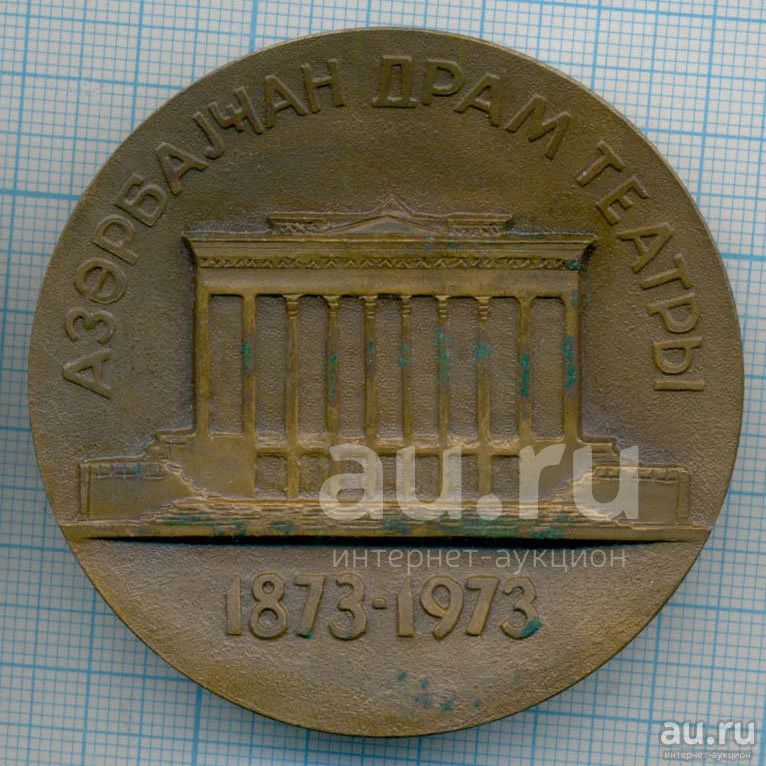 АЗӘРБАЈҸАН ДРАМ ТЕАТРЫ
au.ru
интернет-аукцион
1873-1973
au.ru
интернет-аукцион